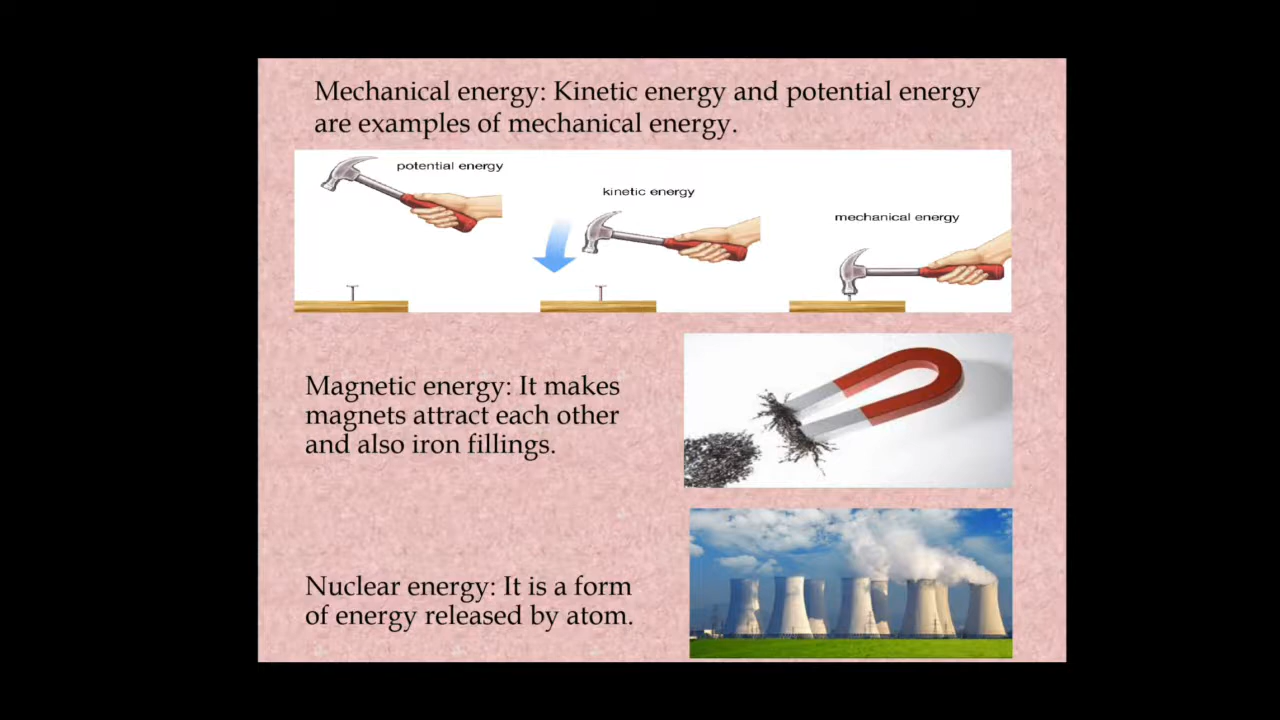 Mechanical energy: Kinetic energy and potential energy
are examples of mechanical energy.
potential energy
kinetic energy
mechanical energy
Magnetic energy: It makes
magnets attract each other
and also iron fillings.
Nuclear energy: It is a form
of energy released by atom.